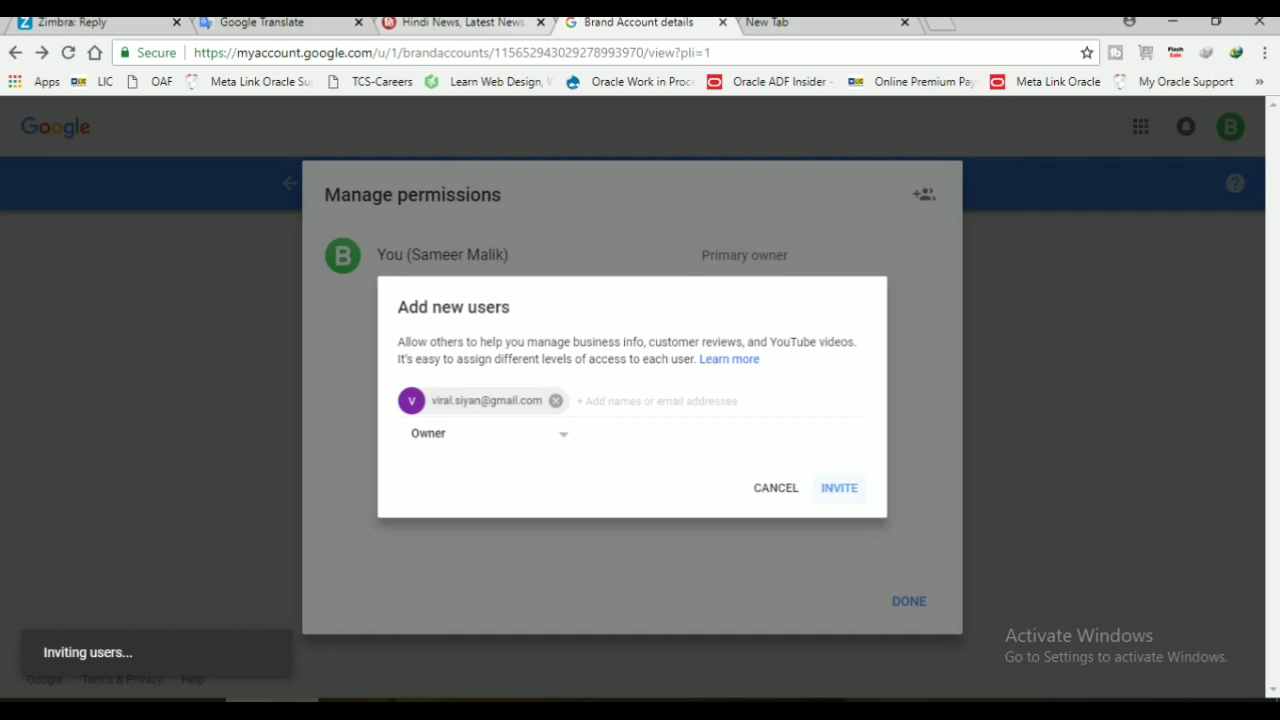 Zimbra: Reply
Google Translate
Hindi News, Latest News
Brand Account details
New Tab
Secure
https://myaccount.google.com/u/1/brandaccounts/115652943029278993970/view?pli=1
Apps
LIC
OAF
Meta Link Oracle Su
TCS-Careers
Learn Web Design,
Oracle Work in Proce
Oracle ADF Insider -
Online Premium Pay
Meta Link Oracle
My Oracle Support
»
Google
B
Manage permissions
B
You (Sameer Malik)
Primary owner
Add new users
Allow others to help you manage business info, customer reviews, and YouTube videos.
It's easy to assign different levels of access to each user. Learn more
V
viral.siyan@gmail.com
+ Add names or email addresses
Owner
CANCEL
INVITE
DONE
Activate Windows
Go to Settings to activate Windows.
Inviting users...
Google
Terms & Privacy
Help